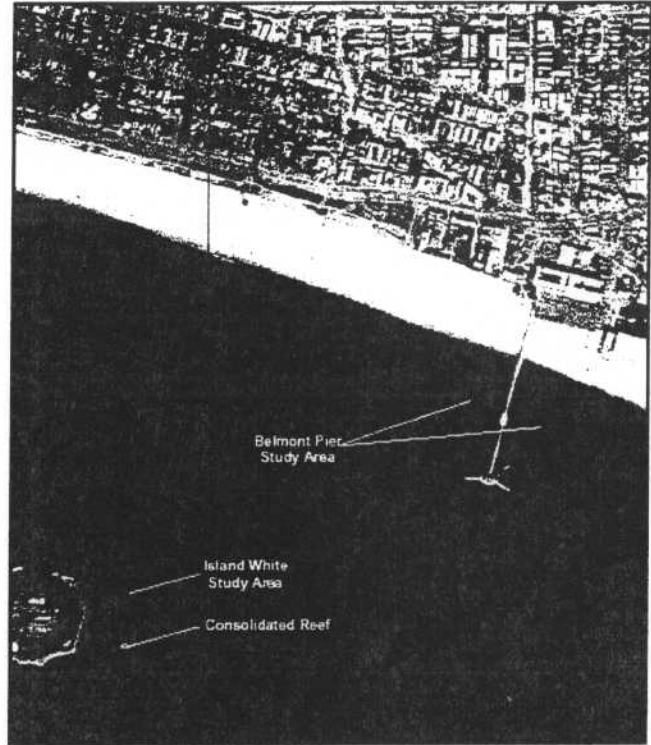 Belmont Pier
Study Area
Island White
Study Area
Consolidated Reef